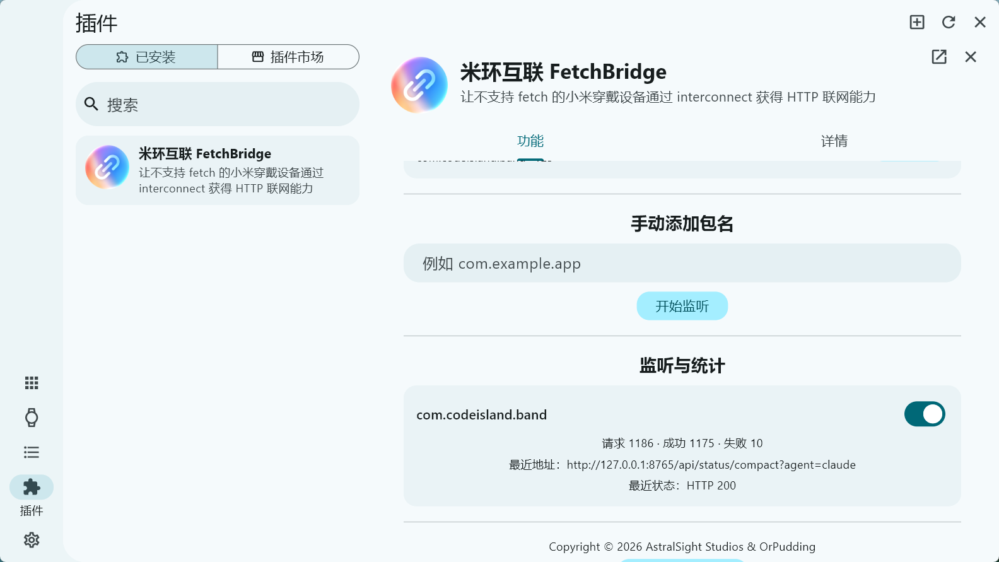 插件
已安装
插件市场
搜索
米环互联 FetchBridge
让不支持 fetch 的小米穿戴设备通过
interconnect 获得 HTTP 联网能力
插件
米环互联 FetchBridge
让不支持 fetch 的小米穿戴设备通过 interconnect 获得 HTTP 联网能力
功能
详情
手动添加包名
例如 com.example.app
开始监听
监听与统计
com.codeisland.band
请求 1186 · 成功 1175 · 失败 10
最近地址：http://127.0.0.1:8765/api/status/compact?agent=claude
最近状态：HTTP 200
Copyright © 2026 AstralSight Studios & OrPudding